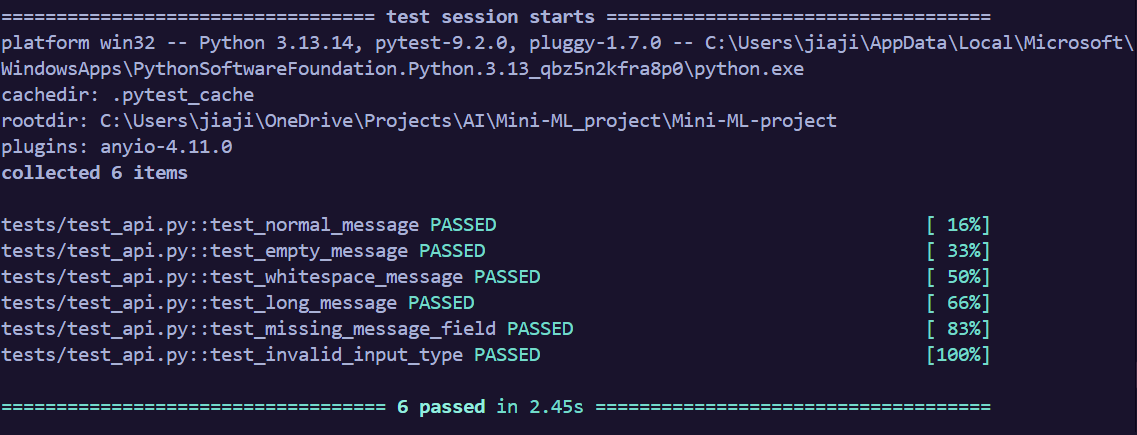 ================================== test session starts ===================================
platform win32 -- Python 3.13.14, pytest-9.2.0, pluggy-1.7.0 -- C:\Users\jiaji\AppData\Local\Microsoft\
WindowsApps\PythonSoftwareFoundation.Python.3.13_qbz5n2kfra8p0\python.exe
cachedir: .pytest_cache
rootdir: C:\Users\jiaji\OneDrive\Projects\AI\Mini-ML_project\Mini-ML-project
plugins: anyio-4.11.0
collected 6 items
tests/test_api.py::test_normal_message PASSED [ 16%]
tests/test_api.py::test_empty_message PASSED [ 33%]
tests/test_api.py::test_whitespace_message PASSED [ 50%]
tests/test_api.py::test_long_message PASSED [ 66%]
tests/test_api.py::test_missing_message_field PASSED [ 83%]
tests/test_api.py::test_invalid_input_type PASSED [100%]
=================================== 6 passed in 2.45s ====================================